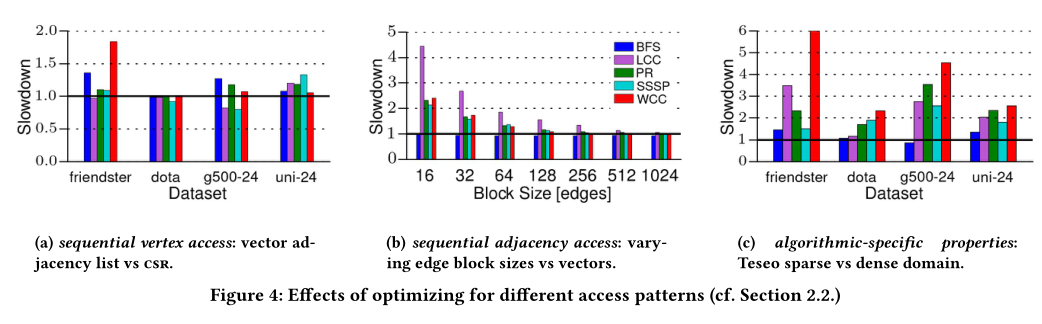 2.0
1.5
1.0
0.5
0.0
Slowdown
friendster dota g500-24 uni-24
Dataset
5
4
3
2
1
0
Slowdown
BFS
LCC
PR
SSSP
WCC
16 32 64 128 256 512 1024
Block Size [edges]
6
5
4
3
2
1
0
Slowdown
friendster dota g500-24 uni-24
Dataset
(a) sequential vertex access: vector ad-
jacency list vs CSR.
(b) sequential adjacency access: vary-
ing edge block sizes vs vectors.
(c) algorithmic-specific properties:
Teseo sparse vs dense domain.
Figure 4: Effects of optimizing for different access patterns (cf. Section 2.2.)